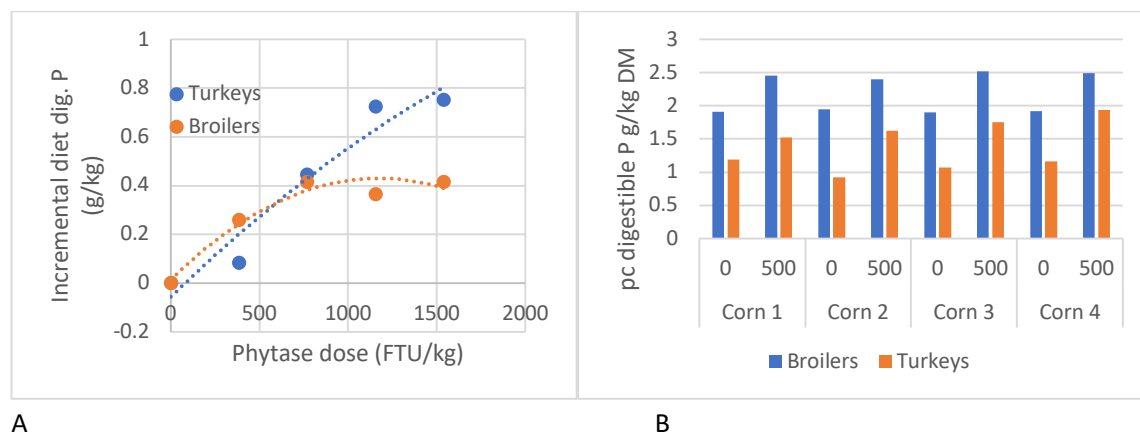 1
0.8
0.6
0.4
0.2
0
-0.2
Incremental diet dig. P
(g/kg)
Turkeys
Broilers
0 500 1000 1500 2000
Phytase dose (FTU/kg)
3
2.5
2
1.5
1
0.5
0
pc digestible P g/kg DM
0 500 0 500 0 500 0 500
Corn 1 Corn 2 Corn 3 Corn 4
Broilers Turkeys
A B